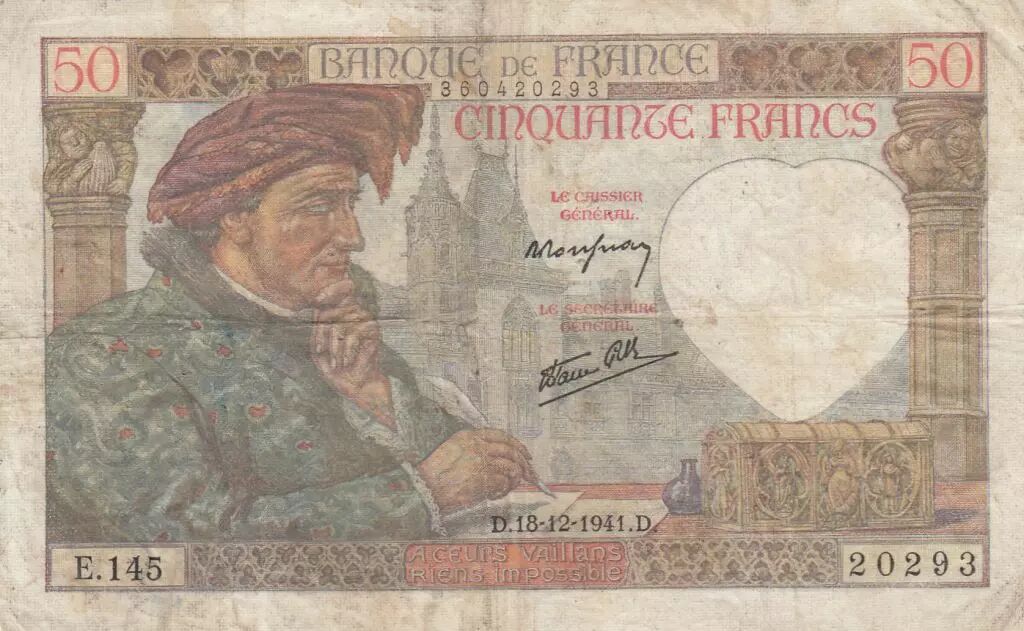 50 BANQUE DE FRANCE 50
360420293
CINQUANTE FRANCS
LE CAISSIER
GÉNÉRAL.
LE SECRÉTAIRE
GÉNÉRAL
D.18-12-1941.D.
E.145
A CŒURS VAILLANS
RIENS IMPOSSIBLE
20293